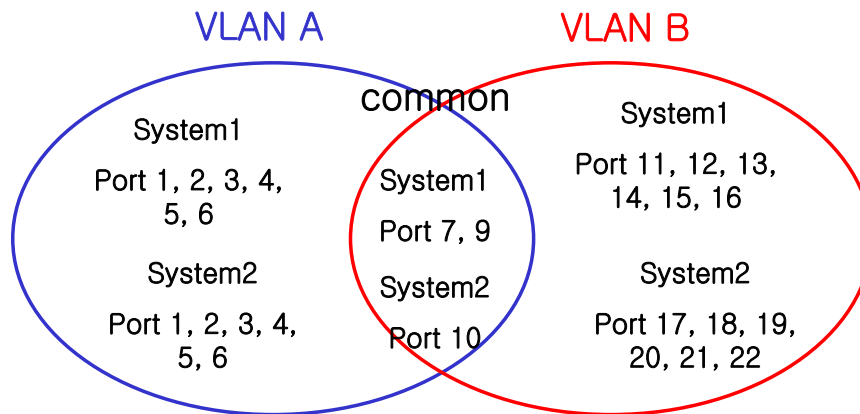 VLAN A
VLAN B
common
System1
Port 1, 2, 3, 4,
5, 6
System2
Port 1, 2, 3, 4,
5, 6
System1
Port 7, 9
System2
Port 10
System1
Port 11, 12, 13,
14, 15, 16
System2
Port 17, 18, 19,
20, 21, 22